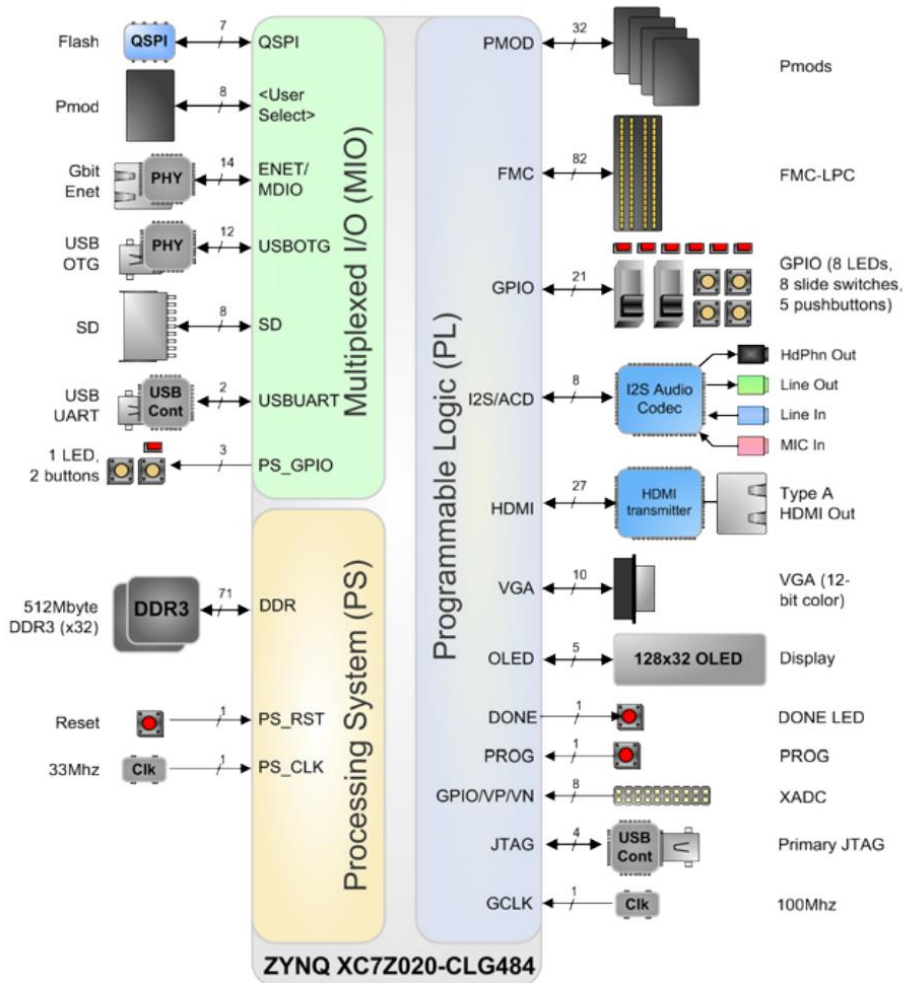 Flash
QSPI
7
QSPI
Pmod
8
<User
Select>
Gbit
Enet
PHY
14
ENET/
MDIO
USB
OTG
PHY
12
USBOTG
SD
8
SD
USB
UART
USB
Cont
2
USBUART
1 LED,
2 buttons
3
PS_GPIO
Multiplexed I/O (MIO)
512Mbyte
DDR3 (x32)
DDR3
71
DDR
Reset
1
PS_RST
33Mhz
Clk
1
PS_CLK
Processing System (PS)
Programmable Logic (PL)
PMOD
32
Pmods
FMC
82
FMC-LPC
GPIO
21
GPIO (8 LEDs,
8 slide switches,
5 pushbuttons)
I2S/ACD
8
I2S Audio
Codec
HdPhn Out
Line Out
Line In
MIC In
HDMI
27
HDMI
transmitter
Type A
HDMI Out
VGA
10
VGA (12-
bit color)
OLED
5
128x32 OLED
Display
DONE
1
DONE LED
PROG
1
PROG
GPIO/VP/VN
8
XADC
JTAG
4
USB
Cont
Primary JTAG
GCLK
1
Clk
100Mhz
ZYNQ XC7Z020-CLG484